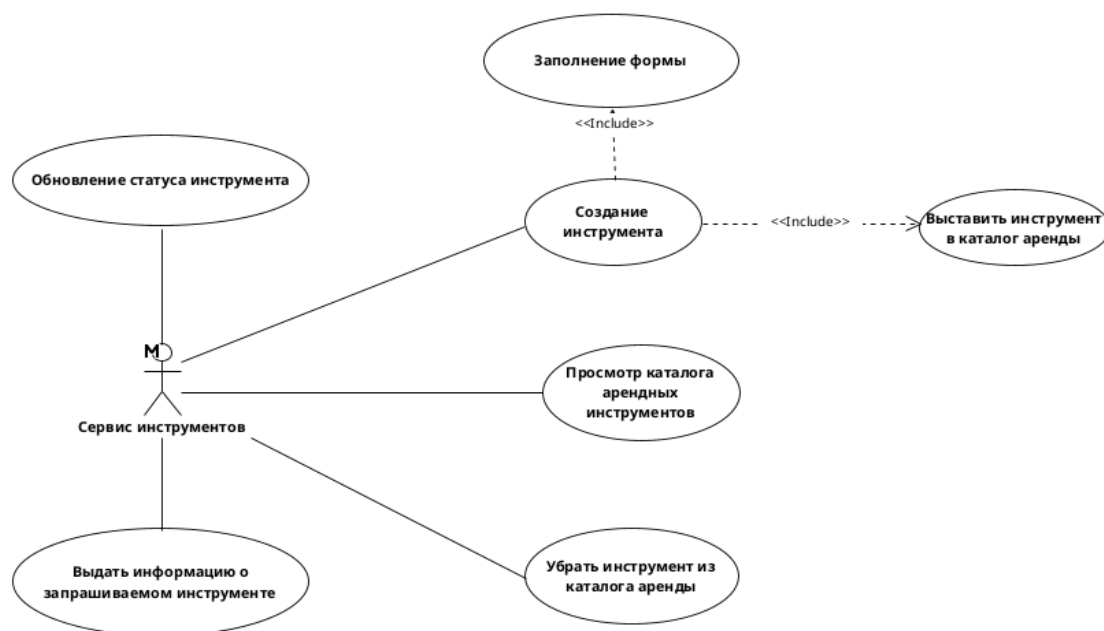 Заполнение формы
<<Include>>
Обновление статуса инструмента
Создание
инструмента
<<Include>>
Выставить инструмент
в каталог аренды
M
Сервис инструментов
Просмотр каталога
арендных
инструментов
Выдать информацию о
запрашиваемом инструменте
Убрать инструмент из
каталога аренды